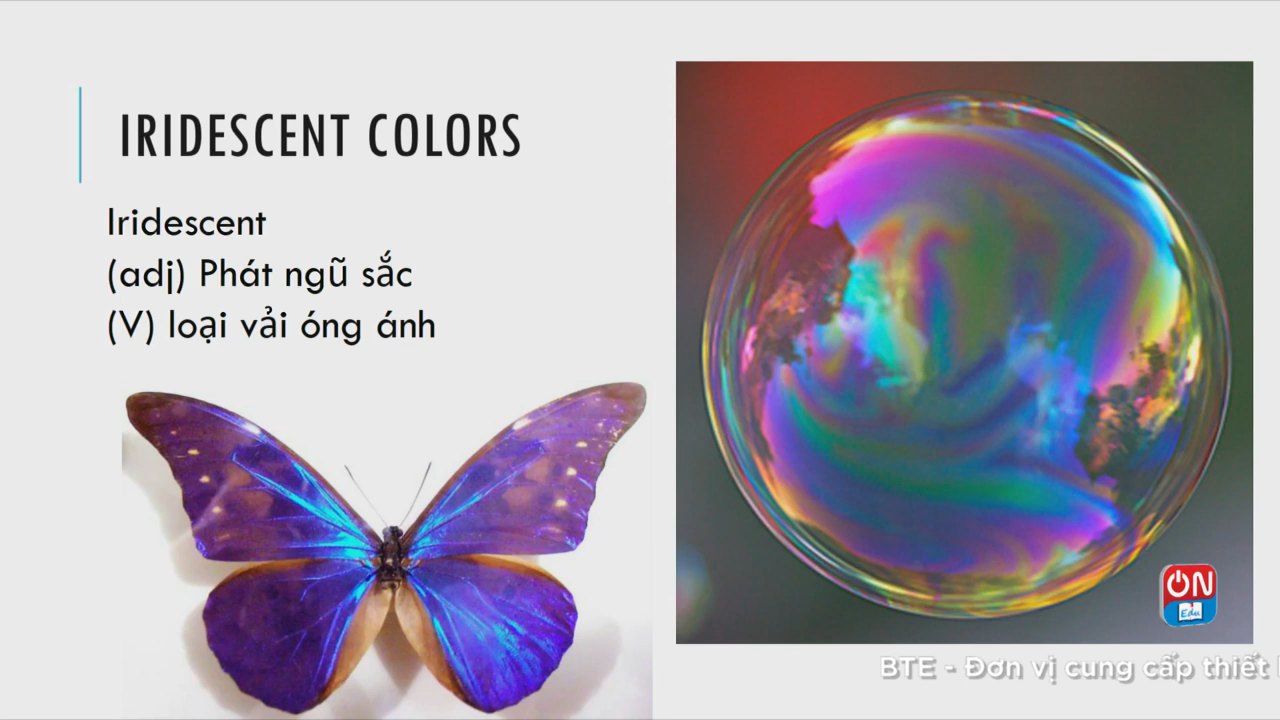 IRIDESCENT COLORS
Iridescent
(adj) Phát ngũ sắc
(V) loại vải óng ánh
ON
Edu
BTE - Đơn vị cung cấp thiết